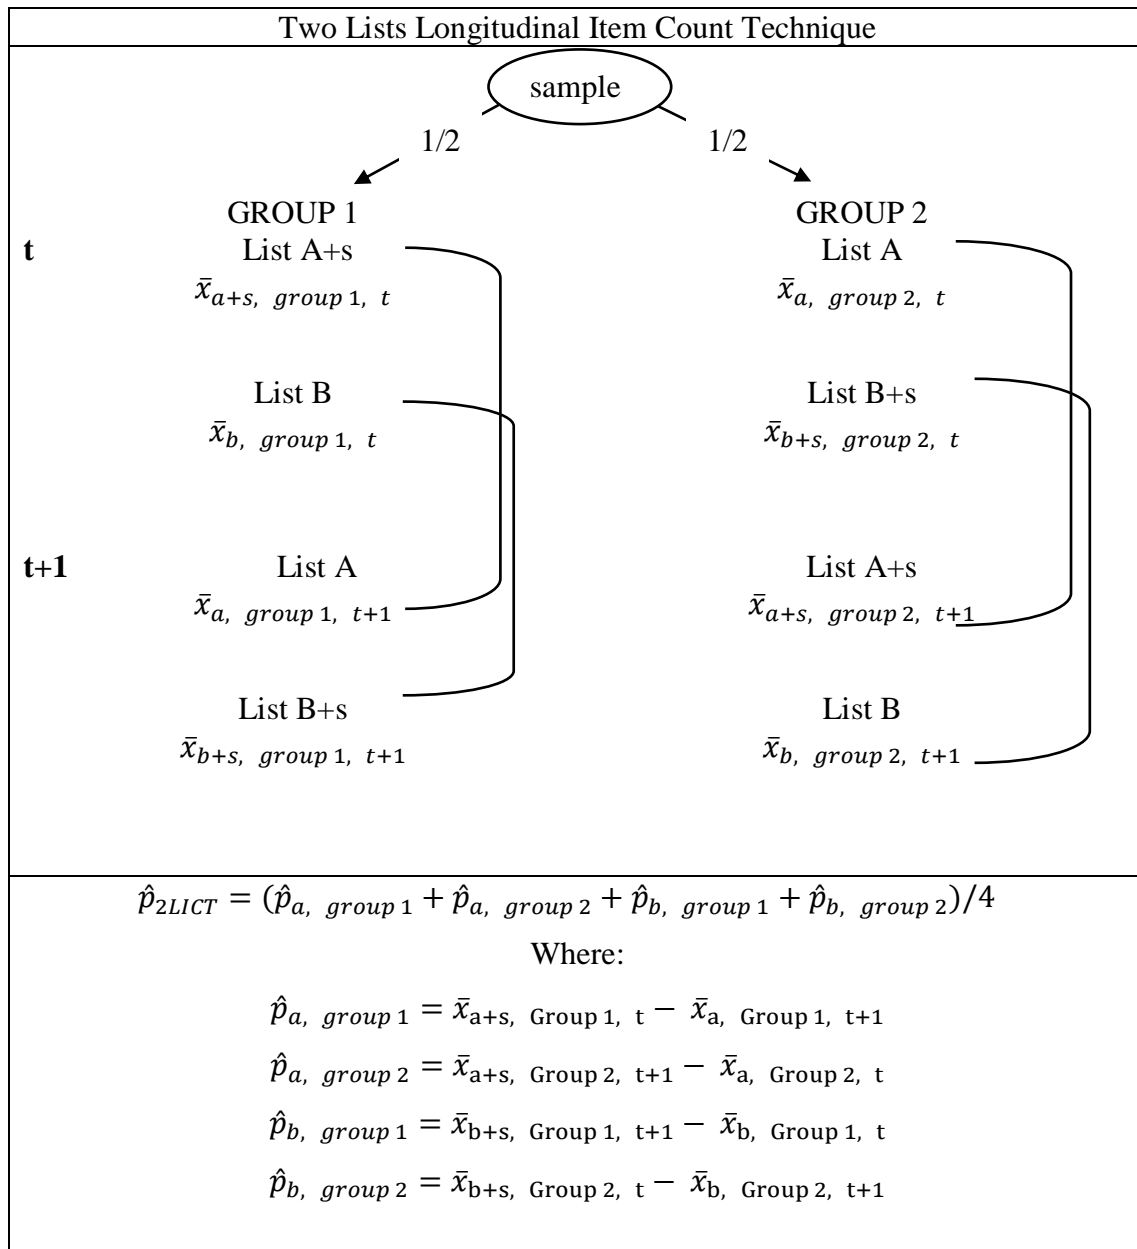 Two Lists Longitudinal Item Count Technique
sample
1/2 1/2
GROUP 1 GROUP 2
t List A+s List A
x̄a+s, group 1, t x̄a, group 2, t
List B List B+s
x̄b, group 1, t x̄b+s, group 2, t
t+1 List A List A+s
x̄a, group 1, t+1 x̄a+s, group 2, t+1
List B+s List B
x̄b+s, group 1, t+1 x̄b, group 2, t+1
p̂2LICT = (p̂a, group 1 + p̂a, group 2 + p̂b, group 1 + p̂b, group 2)/4
Where:
p̂a, group 1 = x̄a+s, Group 1, t − x̄a, Group 1, t+1
p̂a, group 2 = x̄a+s, Group 2, t+1 − x̄a, Group 2, t
p̂b, group 1 = x̄b+s, Group 1, t+1 − x̄b, Group 1, t
p̂b, group 2 = x̄b+s, Group 2, t − x̄b, Group 2, t+1